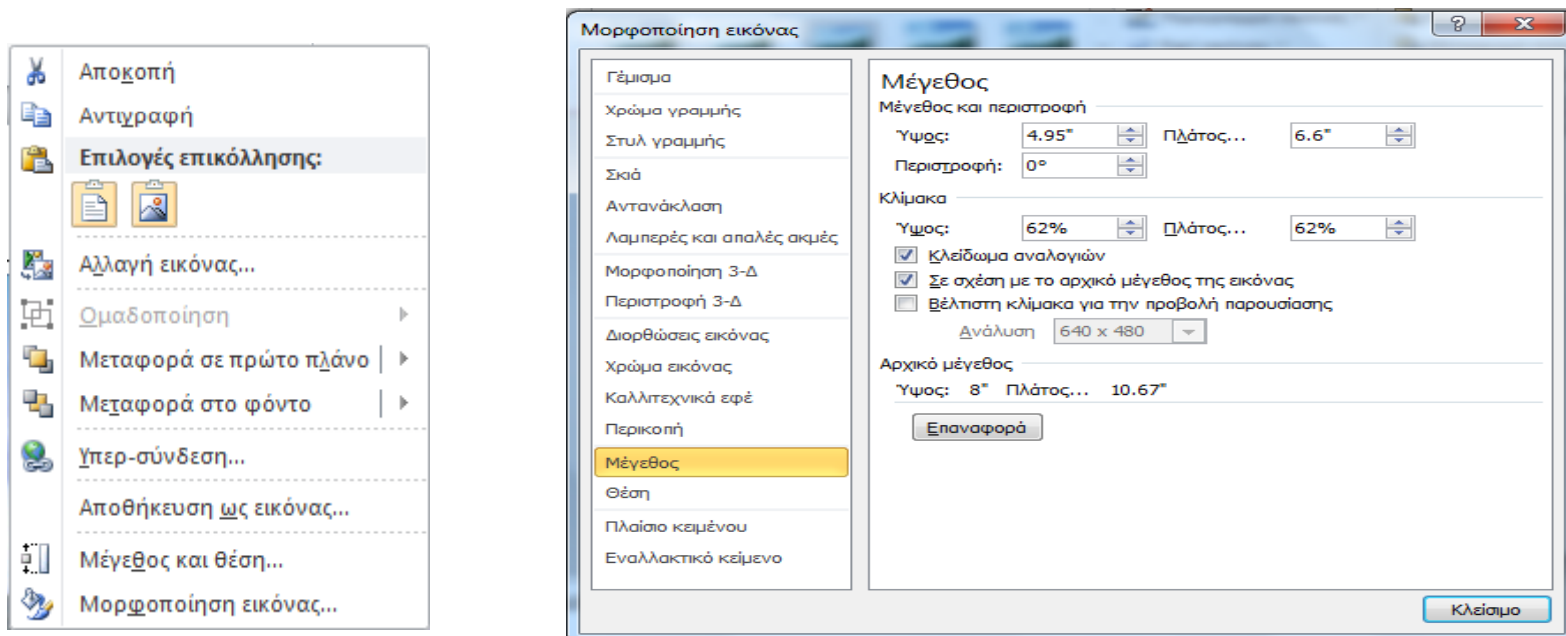 Αποκοπή
Αντιγραφή
Επιλογές επικόλλησης:
Αλλαγή εικόνας...
Ομαδοποίηση
Μεταφορά σε πρώτο πλάνο
Μεταφορά στο φόντο
Υπερ-σύνδεση...
Αποθήκευση ως εικόνας...
Μέγεθος και θέση...
Μορφοποίηση εικόνας...
Μορφοποίηση εικόνας
Γέμισμα
Χρώμα γραμμής
Στυλ γραμμής
Σκιά
Αντανάκλαση
Λαμπερές και απαλές ακμές
Μορφοποίηση 3-Δ
Περιστροφή 3-Δ
Διορθώσεις εικόνας
Χρώμα εικόνας
Καλλιτεχνικά εφέ
Περικοπή
Μέγεθος
Θέση
Πλαίσιο κειμένου
Εναλλακτικό κείμενο
Μέγεθος
Μέγεθος και περιστροφή
Ύψος: 4.95" Πλάτος... 6.6"
Περιστροφή: 0°
Κλίμακα
Ύψος: 62% Πλάτος... 62%
Κλείδωμα αναλογιών
Σε σχέση με το αρχικό μέγεθος της εικόνας
Βέλτιστη κλίμακα για την προβολή παρουσίασης
Ανάλυση 640 x 480
Αρχικό μέγεθος
Ύψος: 8" Πλάτος... 10.67"
Επαναφορά
Κλείσιμο